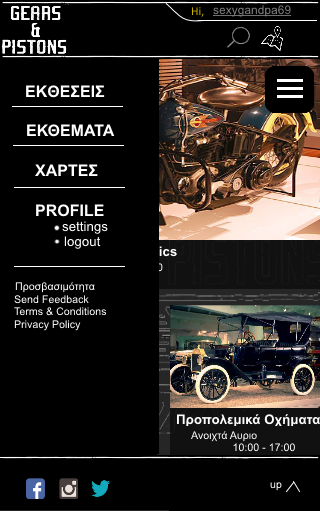 GEARS
&
PISTONS
Hi, sexygandpa69
ΕΚΘΕΣΕΙΣ
ΕΚΘΕΜΑΤΑ
ΧΑΡΤΕΣ
PROFILE
settings
logout
Προσβασιμότητα
Send Feedback
Terms & Conditions
Privacy Policy
ics
0
Προπολεμικά Οχήματα
Ανοιχτά Αυριο
10:00 - 17:00
up